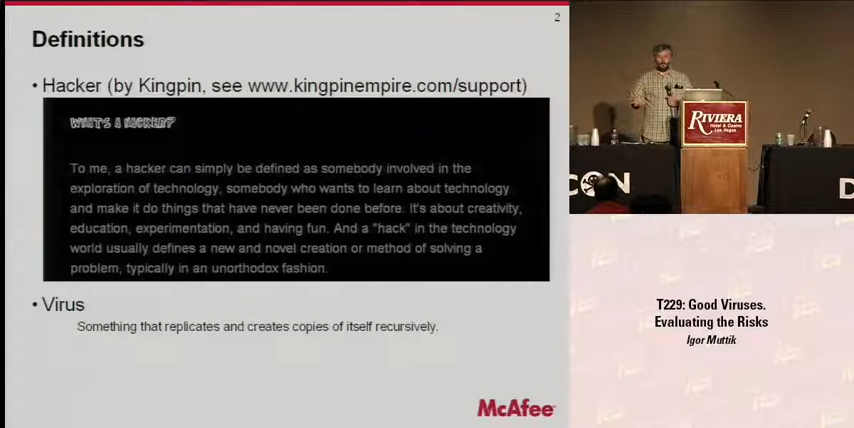 2
Definitions
• Hacker (by Kingpin, see www.kingpinempire.com/support)
WHAT'S A HACKER?
To me, a hacker can simply be defined as somebody involved in the
exploration of technology, somebody who wants to learn about technology
and make it do things that have never been done before. It's about creativity,
education, experimentation, and having fun. And a "hack" in the technology
world usually defines a new and novel creation or method of solving a
problem, typically in an unorthodox fashion.
• Virus
Something that replicates and creates copies of itself recursively.
McAfee
RIVIERA
Hotel & Casino
Las Vegas
CON
D
T229: Good Viruses.
Evaluating the Risks
Igor Muttik